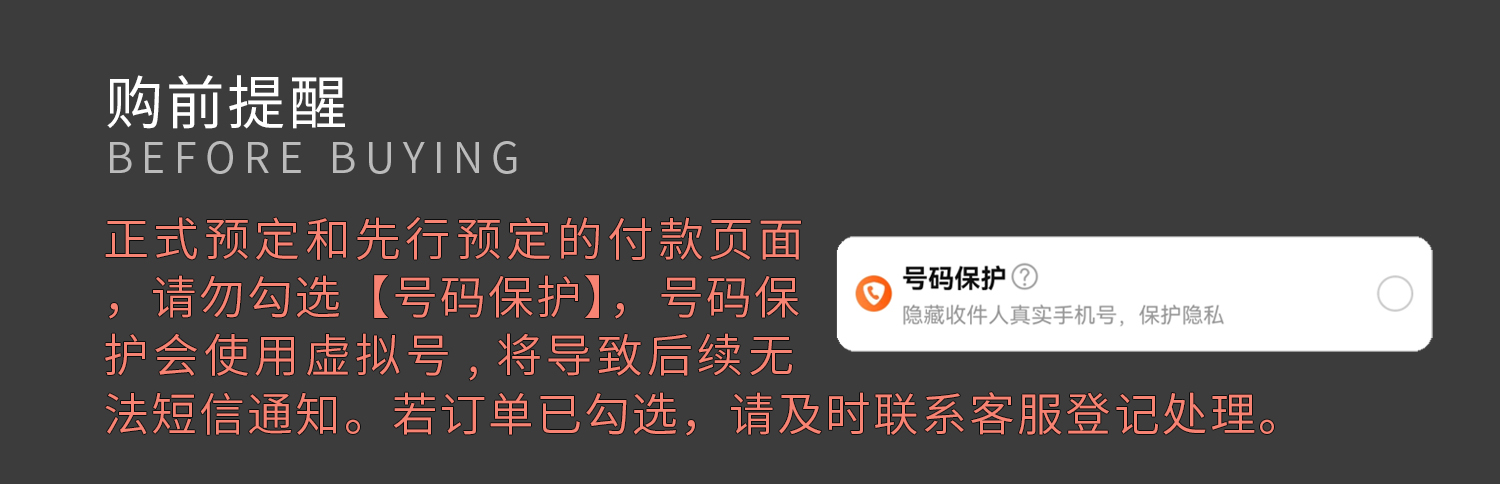 购前提醒
BEFORE BUYING
正式预定和先行预定的付款页面
，请勿勾选【号码保护】，号码保
护会使用虚拟号，将导致后续无
法短信通知。若订单已勾选，请及时联系客服登记处理。
号码保护?
隐藏收件人真实手机号，保护隐私